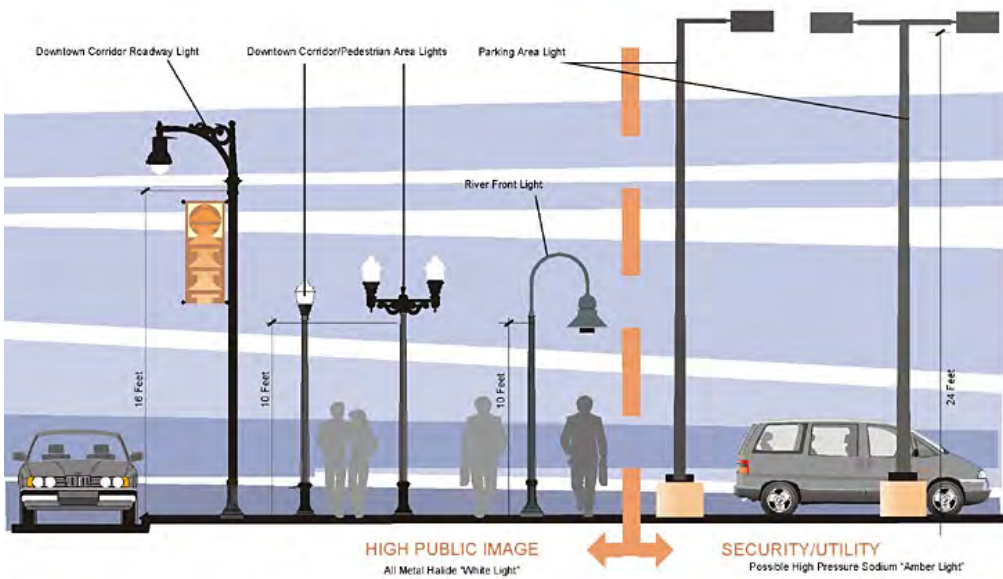 Downtown Corridor Roadway Light
Downtown Corridor/Pedestrian Area Lights
Parking Area Light
River Front Light
16 Feet
10 Feet
10 Feet
24 Feet
HIGH PUBLIC IMAGE
SECURITY/UTILITY
All Metal Halide "White Light"
Possible High Pressure Sodium "Amber Light"